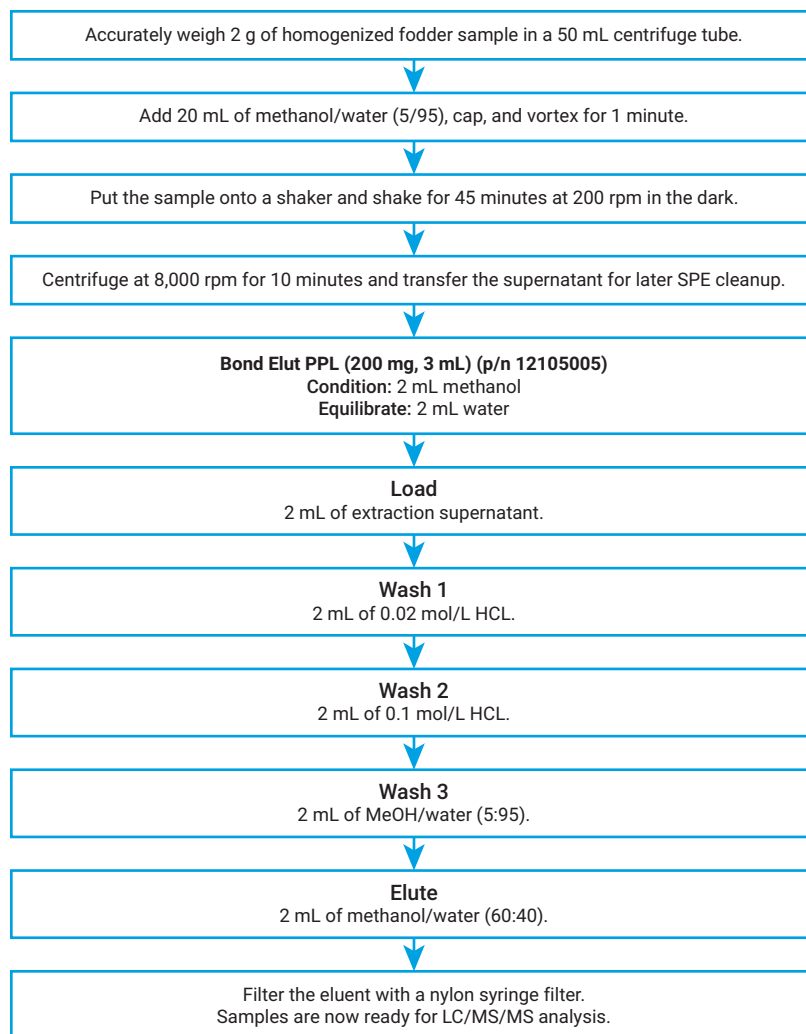 Accurately weigh 2 g of homogenized fodder sample in a 50 mL centrifuge tube.
Add 20 mL of methanol/water (5/95), cap, and vortex for 1 minute.
Put the sample onto a shaker and shake for 45 minutes at 200 rpm in the dark.
Centrifuge at 8,000 rpm for 10 minutes and transfer the supernatant for later SPE cleanup.
Bond Elut PPL (200 mg, 3 mL) (p/n 12105005)
Condition: 2 mL methanol
Equilibrate: 2 mL water
Load
2 mL of extraction supernatant.
Wash 1
2 mL of 0.02 mol/L HCL.
Wash 2
2 mL of 0.1 mol/L HCL.
Wash 3
2 mL of MeOH/water (5:95).
Elute
2 mL of methanol/water (60:40).
Filter the eluent with a nylon syringe filter.
Samples are now ready for LC/MS/MS analysis.